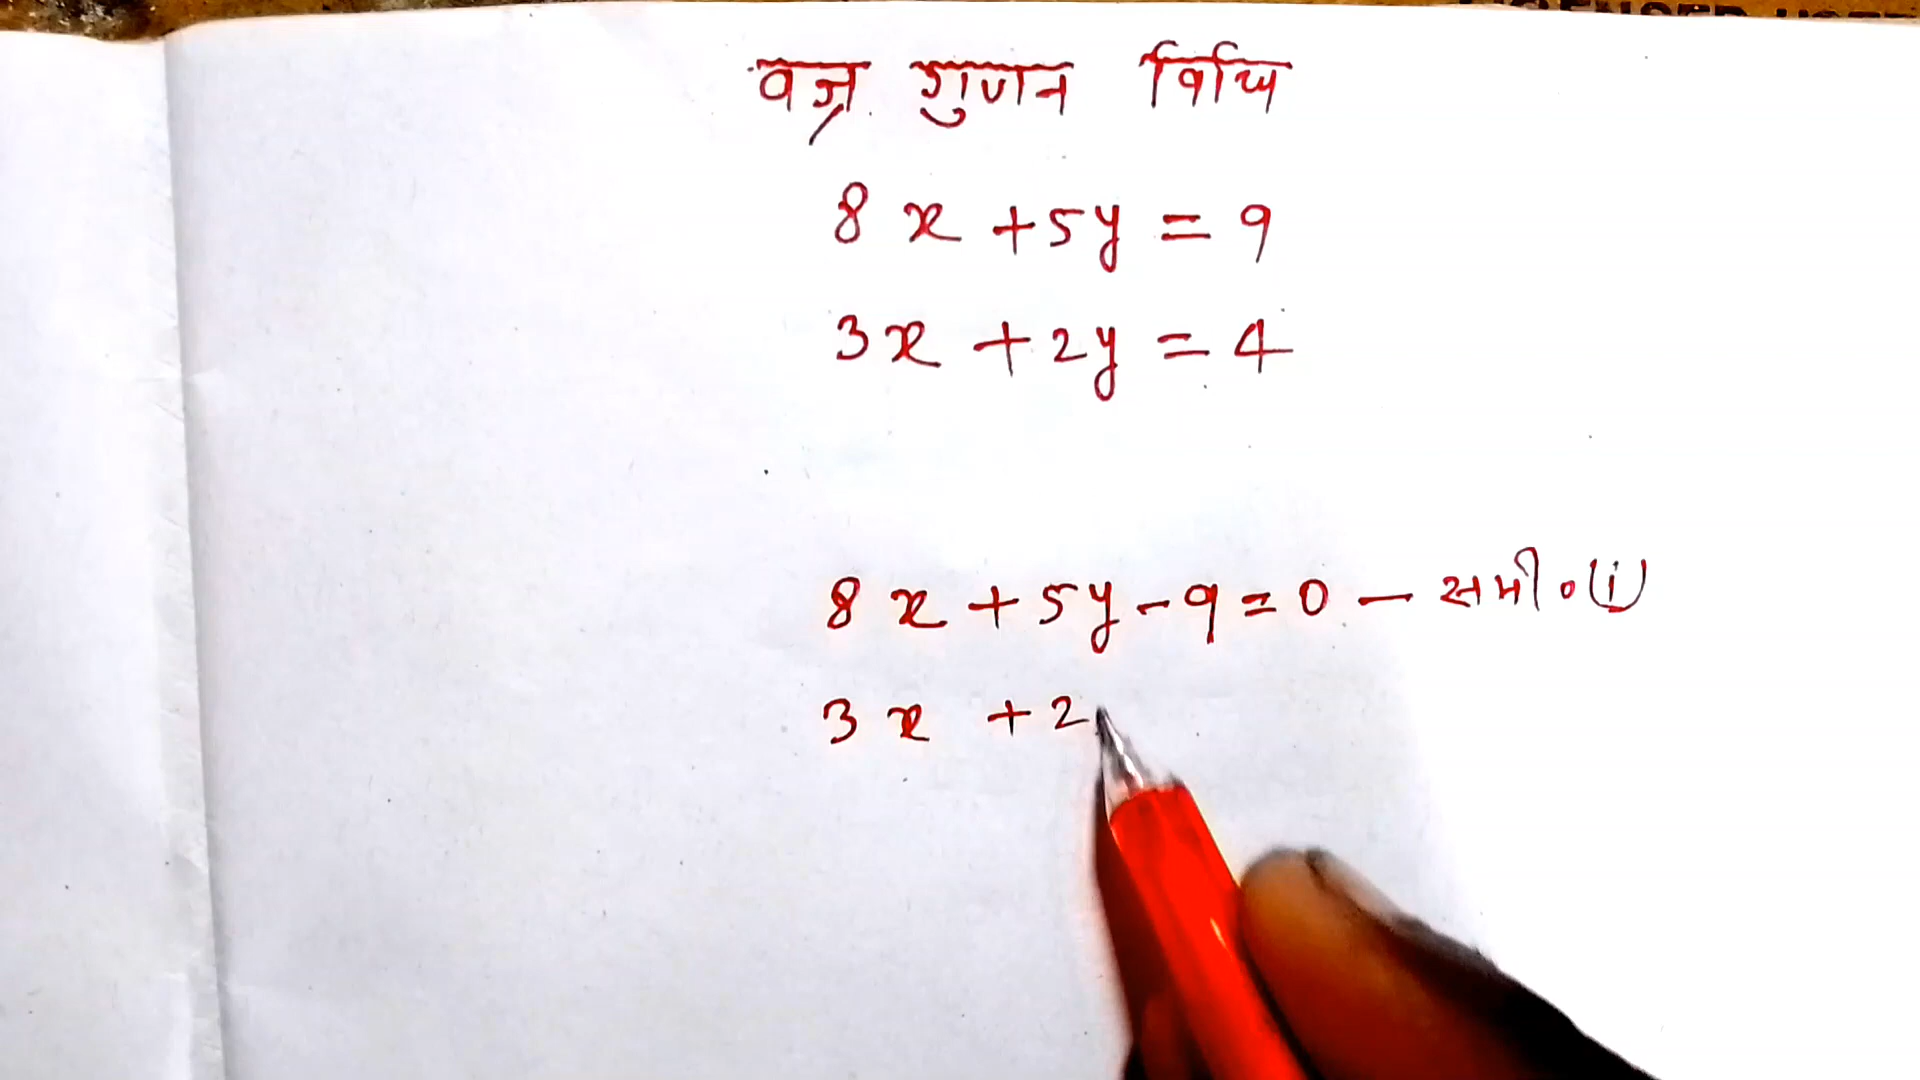 वज्र गुणन विधि
8x + 5y = 9
3x + 2y = 4
8x + 5y - 9 = 0 — समी०(i)
3x + 2